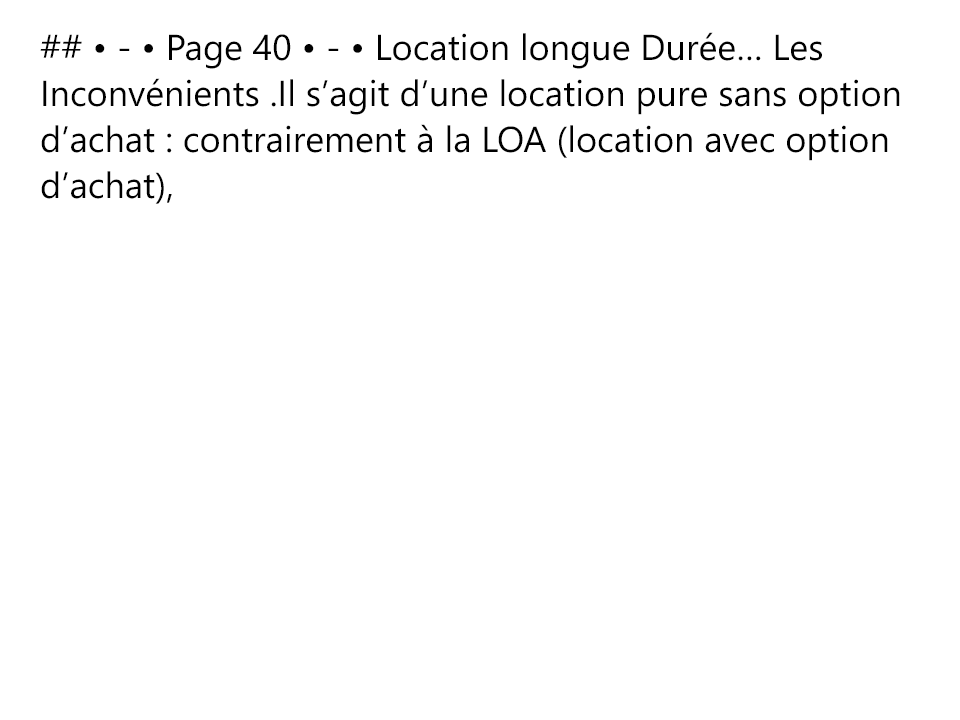 ## • - • Page 40 • - • Location longue Durée… Les
Inconvénients .Il s’agit d’une location pure sans option
d’achat : contrairement à la LOA (location avec option
d’achat),